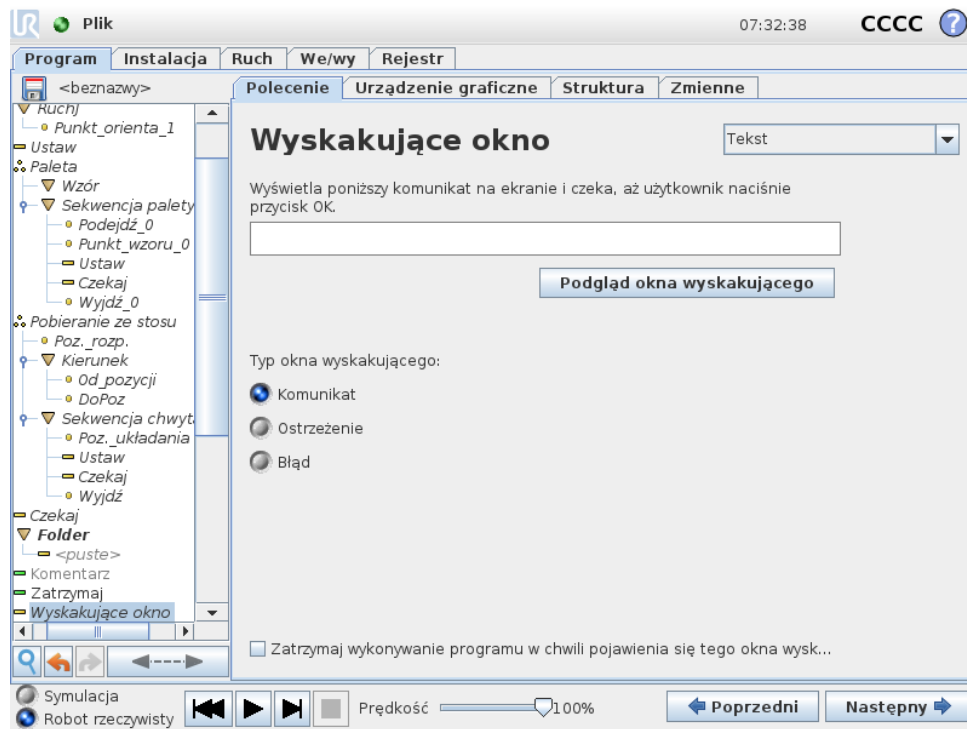 UR Plik 07:32:38 CCCC ?
Program Instalacja Ruch We/wy Rejestr
<beznazwy>
Polecenie Urządzenie graficzne Struktura Zmienne
RuchJ
Punkt_orienta_1
Ustaw
Paleta
Wzór
Sekwencja palety
Podejdź_0
Punkt_wzoru_0
Ustaw
Czekaj
Wyjdź_0
Pobieranie ze stosu
Poz._rozp.
Kierunek
Od_pozycji
DoPoz
Sekwencja chwyta
Poz._układania
Ustaw
Czekaj
Wyjdź
Czekaj
Folder
<puste>
Komentarz
Zatrzymaj
Wyskakujące okno
Wyskakujące okno
Tekst
Wyświetla poniższy komunikat na ekranie i czeka, aż użytkownik naciśnie
przycisk OK.
Podgląd okna wyskakującego
Typ okna wyskakującego:
Komunikat
Ostrzeżenie
Błąd
Zatrzymaj wykonywanie programu w chwili pojawienia się tego okna wysk...
Symulacja
Robot rzeczywisty
Prędkość 100%
Poprzedni Następny